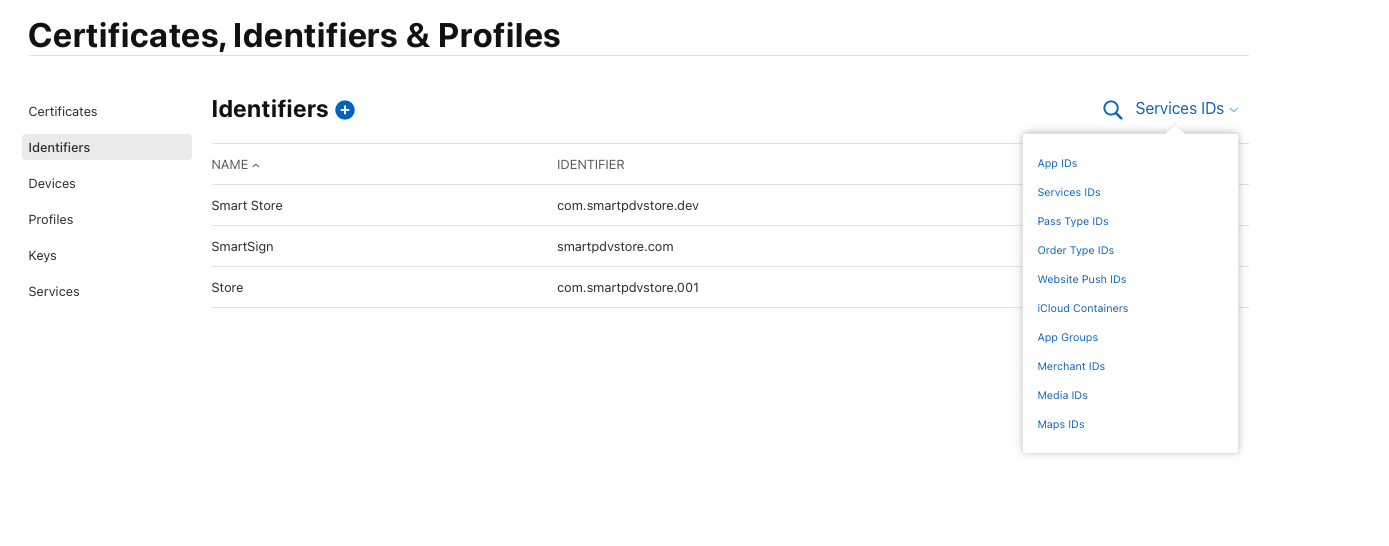 Certificates, Identifiers & Profiles
Certificates
Identifiers
Devices
Profiles
Keys
Services
Identifiers
Services IDs
NAME
IDENTIFIER
Smart Store
com.smartpdvstore.dev
SmartSign
smartpdvstore.com
Store
com.smartpdvstore.001
App IDs
Services IDs
Pass Type IDs
Order Type IDs
Website Push IDs
iCloud Containers
App Groups
Merchant IDs
Media IDs
Maps IDs